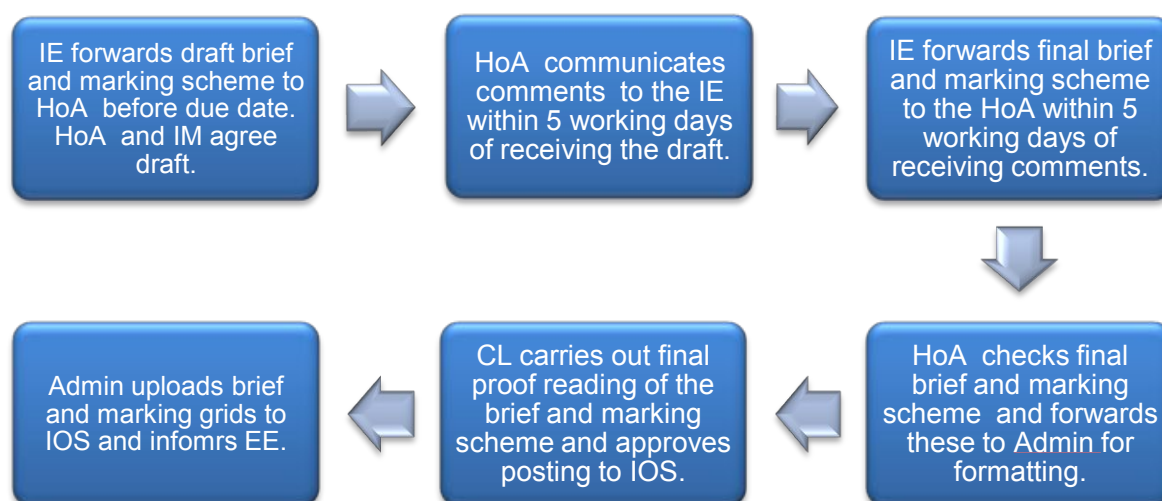 IE forwards draft brief
and marking scheme to
HoA before due date.
HoA and IM agree
draft.
HoA communicates
comments to the IE
within 5 working days
of receiving the draft.
IE forwards final brief
and marking scheme
to the HoA within 5
working days of
receiving comments.
HoA checks final
brief and marking
scheme and forwards
these to Admin for
formatting.
CL carries out final
proof reading of the
brief and marking
scheme and approves
posting to IOS.
Admin uploads brief
and marking grids to
IOS and infomrs EE.